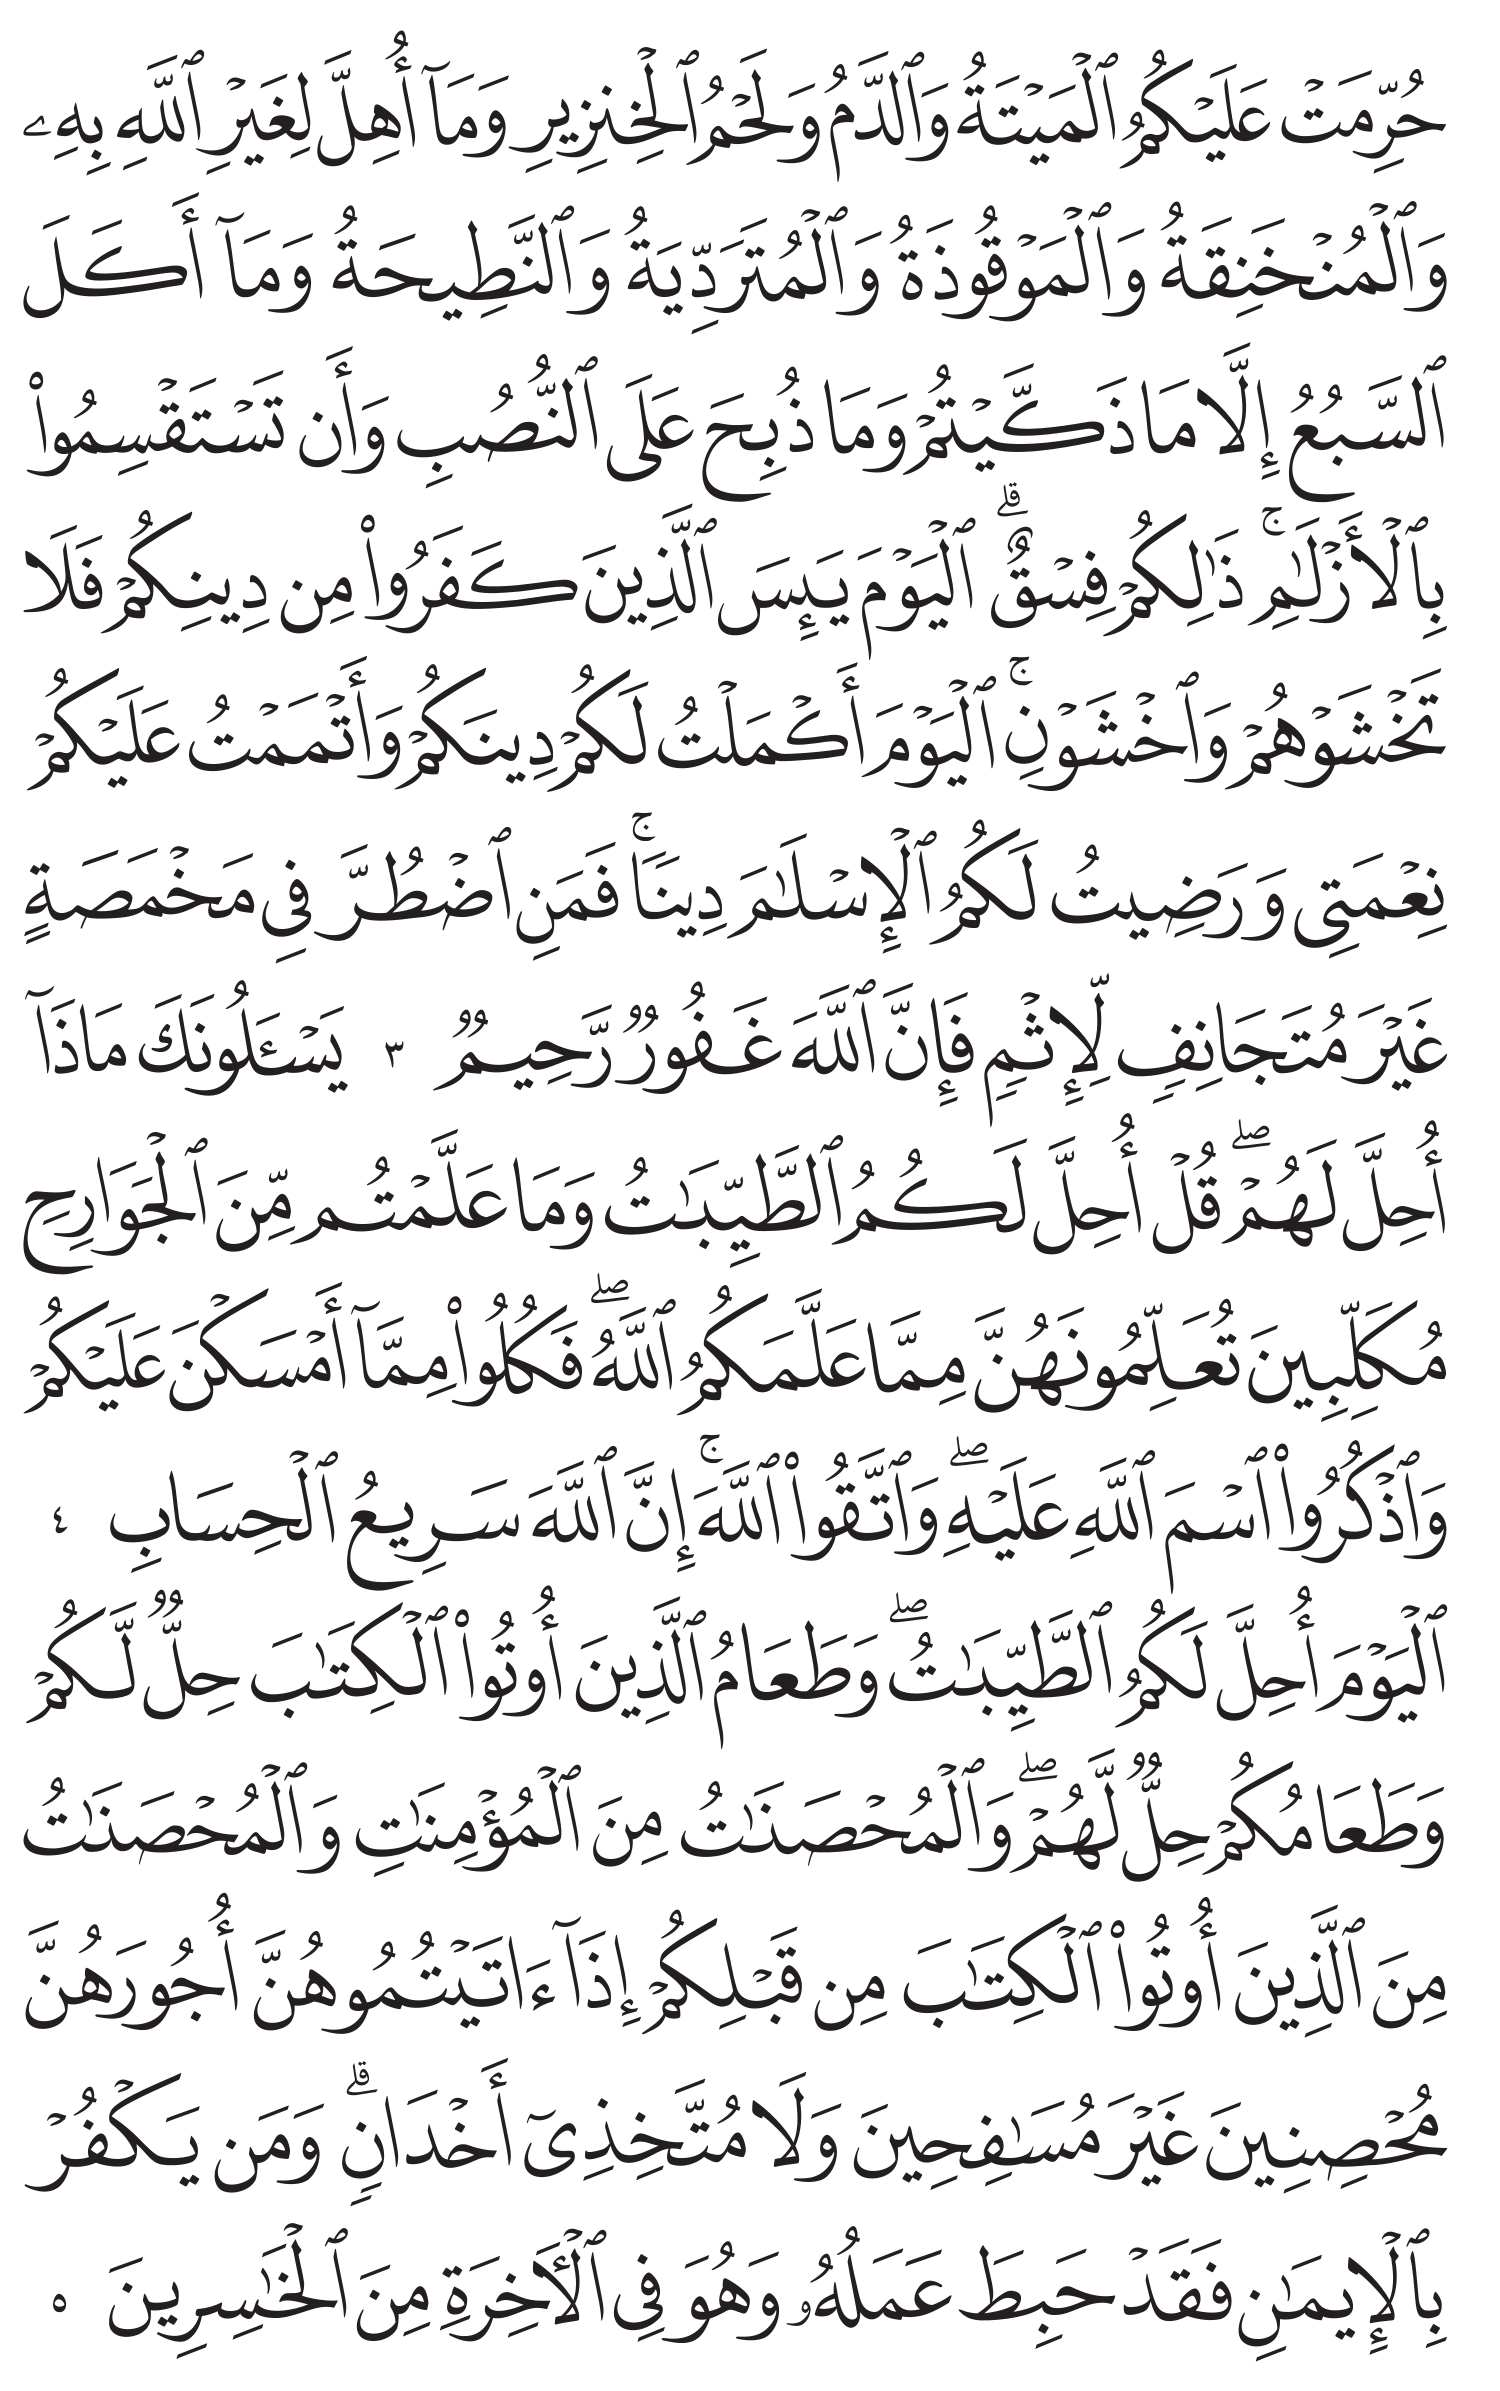 حُرِّمَتۡ عَلَيۡكُمُ ٱلۡمَيۡتَةُ وَٱلدَّمُ وَلَحۡمُ ٱلۡخِنزِيرِ وَمَآ أُهِلَّ لِغَيۡرِ ٱللَّهِ بِهِۦ
وَٱلۡمُنۡخَنِقَةُ وَٱلۡمَوۡقُوذَةُ وَٱلۡمُتَرَدِّيَةُ وَٱلنَّطِيحَةُ وَمَآ أَكَلَ
ٱلسَّبُعُ إِلَّا مَا ذَكَّيۡتُمۡ وَمَا ذُبِحَ عَلَى ٱلنُّصُبِ وَأَن تَسۡتَقۡسِمُواْ
بِٱلۡأَزۡلَٰمِۚ ذَٰلِكُمۡ فِسۡقٌۗ ٱلۡيَوۡمَ يَئِسَ ٱلَّذِينَ كَفَرُواْ مِن دِينِكُمۡ فَلَا
تَخۡشَوۡهُمۡ وَٱخۡشَوۡنِۚ ٱلۡيَوۡمَ أَكۡمَلۡتُ لَكُمۡ دِينَكُمۡ وَأَتۡمَمۡتُ عَلَيۡكُمۡ
نِعۡمَتِي وَرَضِيتُ لَكُمُ ٱلۡإِسۡلَٰمَ دِينٗاۚ فَمَنِ ٱضۡطُرَّ فِي مَخۡمَصَةٍ
غَيۡرَ مُتَجَانِفٖ لِّإِثۡمٖ فَإِنَّ ٱللَّهَ غَفُورٞ رَّحِيمٞ ٣ يَسۡـَٔلُونَكَ مَاذَآ
أُحِلَّ لَهُمۡۖ قُلۡ أُحِلَّ لَكُمُ ٱلطَّيِّبَٰتُ وَمَا عَلَّمۡتُم مِّنَ ٱلۡجَوَارِحِ
مُكَلِّبِينَ تُعَلِّمُونَهُنَّ مِمَّا عَلَّمَكُمُ ٱللَّهُۖ فَكُلُواْ مِمَّآ أَمۡسَكۡنَ عَلَيۡكُمۡ
وَٱذۡكُرُواْ ٱسۡمَ ٱللَّهِ عَلَيۡهِۖ وَٱتَّقُواْ ٱللَّهَۚ إِنَّ ٱللَّهَ سَرِيعُ ٱلۡحِسَابِ ٤
ٱلۡيَوۡمَ أُحِلَّ لَكُمُ ٱلطَّيِّبَٰتُۖ وَطَعَامُ ٱلَّذِينَ أُوتُواْ ٱلۡكِتَٰبَ حِلّٞ لَّكُمۡ
وَطَعَامُكُمۡ حِلّٞ لَّهُمۡۖ وَٱلۡمُحۡصَنَٰتُ مِنَ ٱلۡمُؤۡمِنَٰتِ وَٱلۡمُحۡصَنَٰتُ
مِنَ ٱلَّذِينَ أُوتُواْ ٱلۡكِتَٰبَ مِن قَبۡلِكُمۡ إِذَآ ءَاتَيۡتُمُوهُنَّ أُجُورَهُنَّ
مُحۡصِنِينَ غَيۡرَ مُسَٰفِحِينَ وَلَا مُتَّخِذِيٓ أَخۡدَانٖۗ وَمَن يَكۡفُرۡ
بِٱلۡإِيمَٰنِ فَقَدۡ حَبِطَ عَمَلُهُۥ وَهُوَ فِي ٱلۡأٓخِرَةِ مِنَ ٱلۡخَٰسِرِينَ ٥